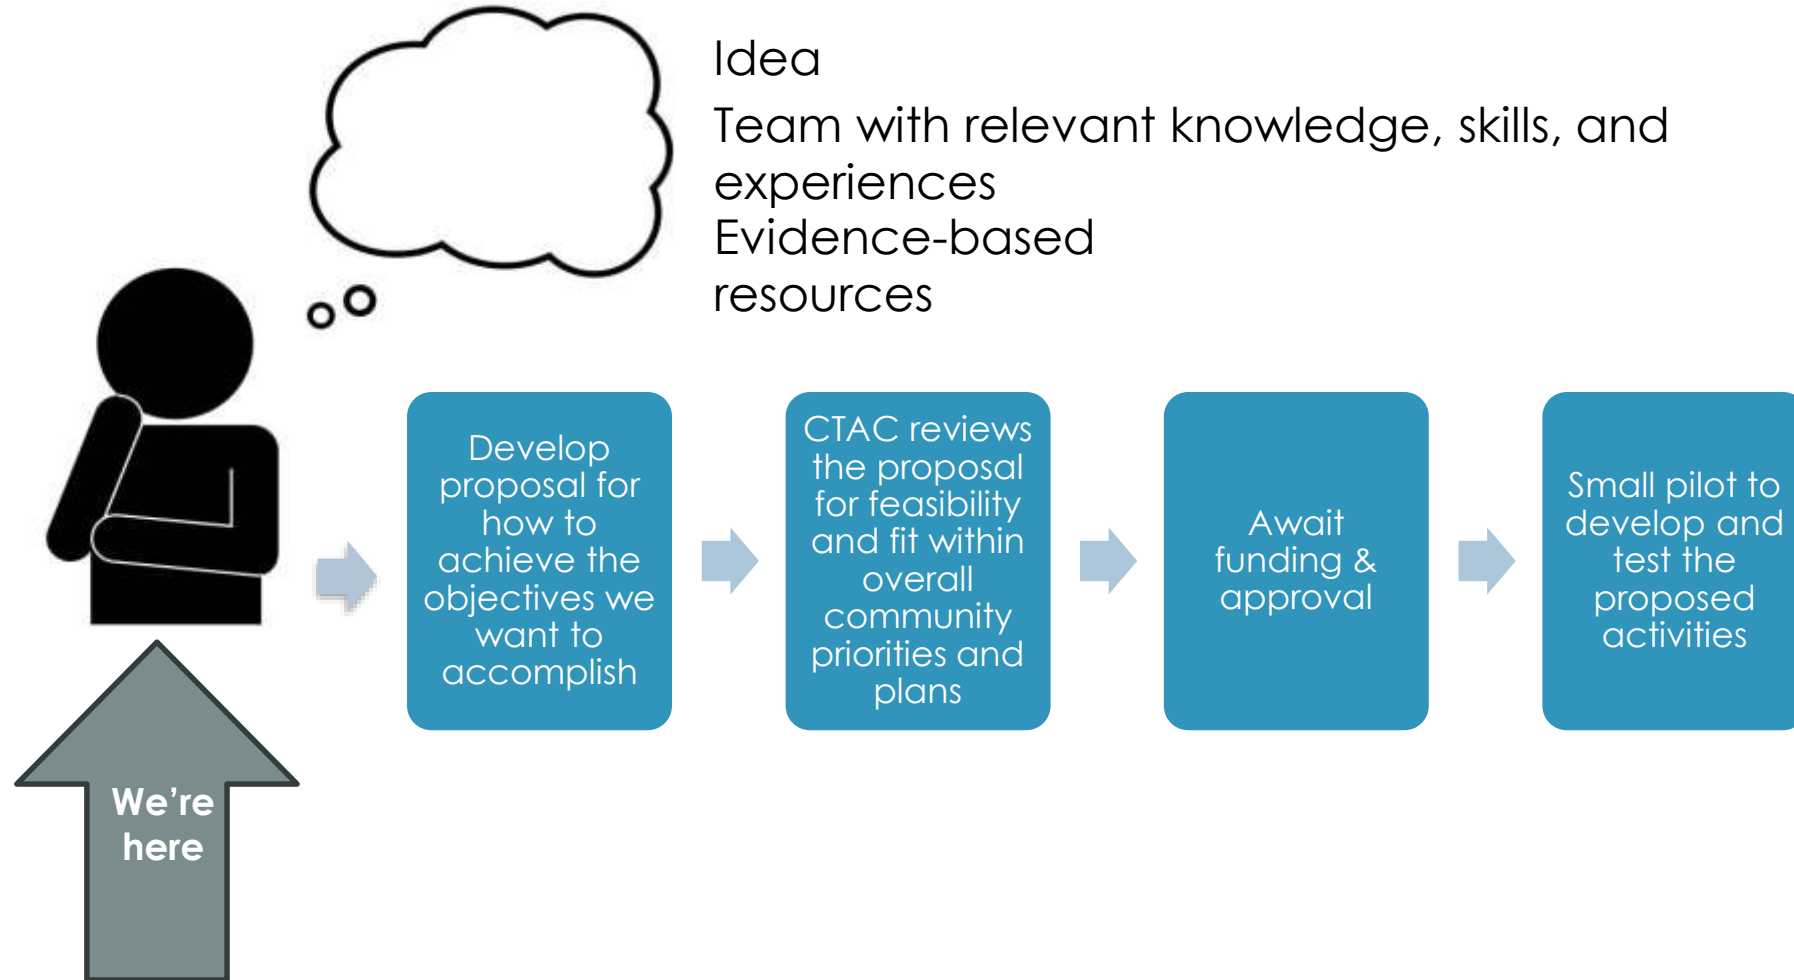 Idea
Team with relevant knowledge, skills, and
experiences
Evidence-based
resources
Develop
proposal for
how to
achieve the
objectives we
want to
accomplish
CTAC reviews
the proposal
for feasibility
and fit within
overall
community
priorities and
plans
Await
funding &
approval
Small pilot to
develop and
test the
proposed
activities
We’re
here